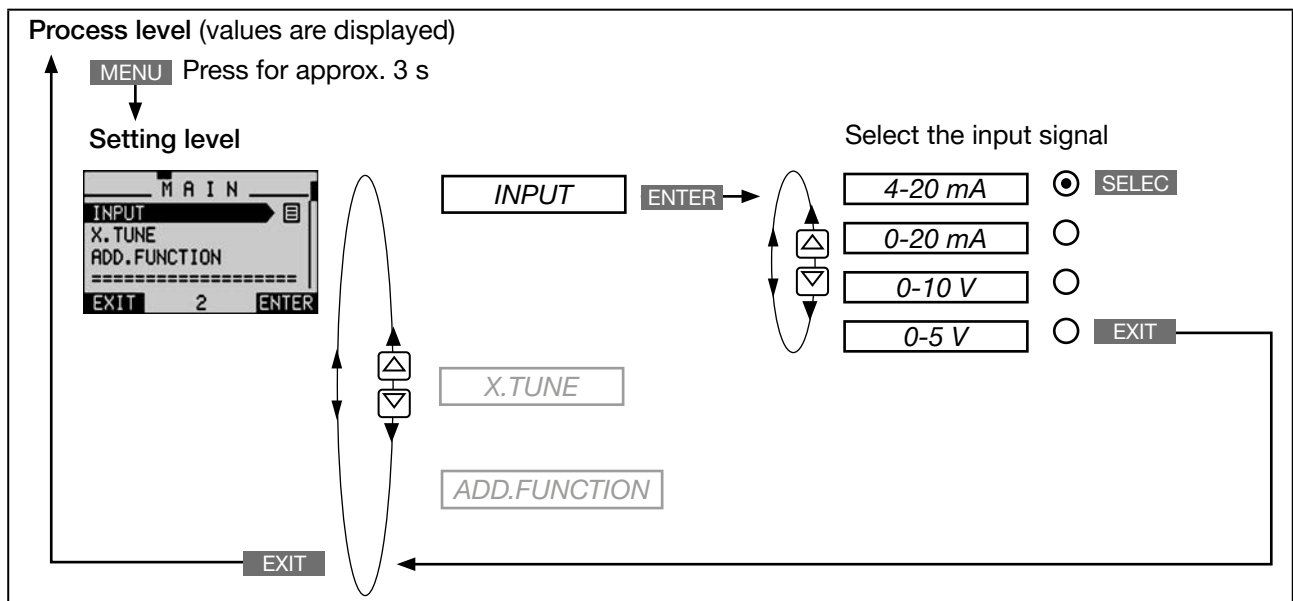 Process level (values are displayed)
MENU Press for approx. 3 s
Setting level
Select the input signal
MAIN
INPUT
X.TUNE
ADD.FUNCTION
===================
EXIT 2 ENTER
INPUT ENTER
4-20 mA SELEC
0-20 mA
0-10 V
0-5 V EXIT
X.TUNE
ADD.FUNCTION
EXIT